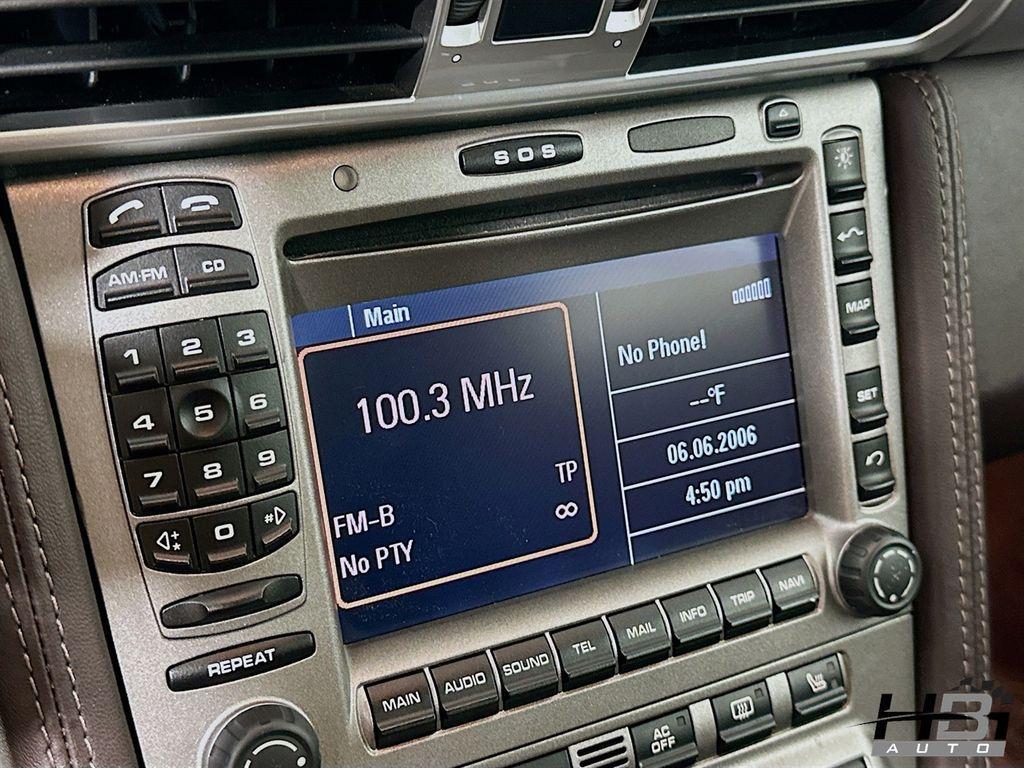 SOS
AM·FM CD
1 2 3
4 5 6
7 8 9
*+ 0 #
REPEAT
Main
100.3 MHz
TP
FM-B
∞
No PTY
No Phone!
--°F
06.06.2006
4:50 pm
MAP
SET
MAIN AUDIO SOUND TEL MAIL INFO TRIP NAVI
AC
OFF
HBI
AUTO